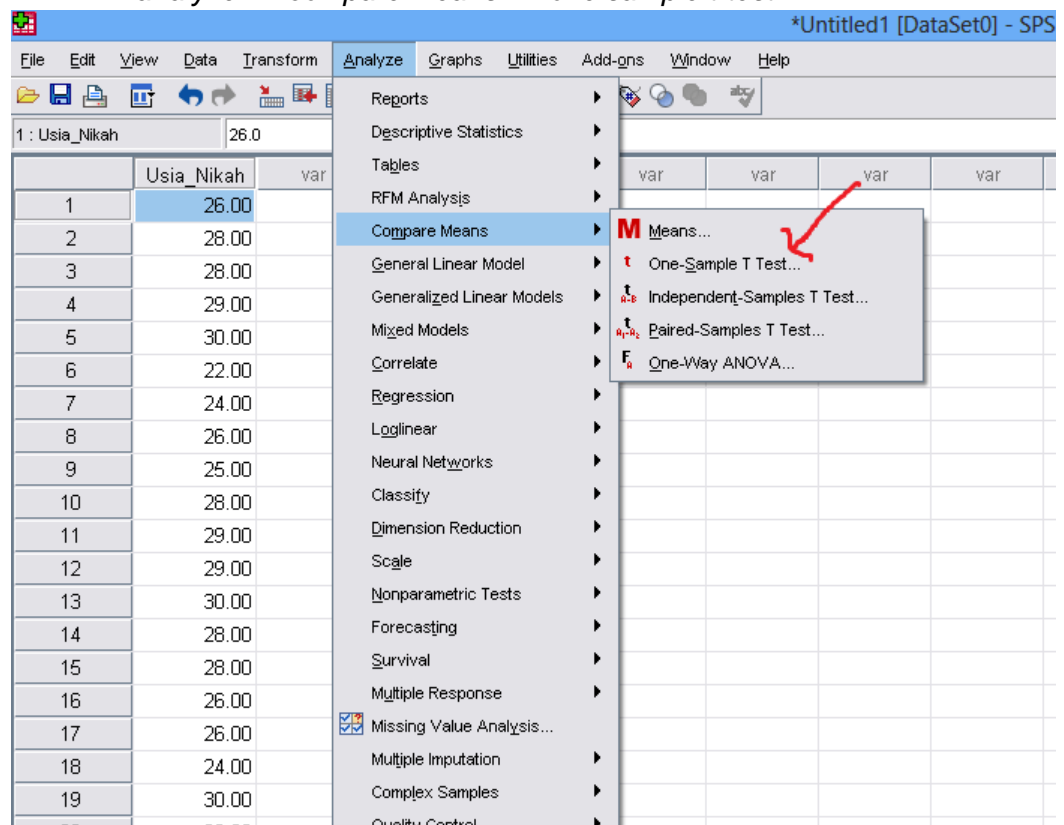 *Untitled1 [DataSet0] - SPS
File Edit View Data Transform Analyze Graphs Utilities Add-ons Window Help
1 : Usia_Nikah 26.0
Usia_Nikah var var var var var
1 26.00
2 28.00
3 28.00
4 29.00
5 30.00
6 22.00
7 24.00
8 26.00
9 25.00
10 28.00
11 29.00
12 29.00
13 30.00
14 28.00
15 28.00
16 26.00
17 26.00
18 24.00
19 30.00
Reports
Descriptive Statistics
Tables
RFM Analysis
Compare Means
General Linear Model
Generalized Linear Models
Mixed Models
Correlate
Regression
Loglinear
Neural Networks
Classify
Dimension Reduction
Scale
Nonparametric Tests
Forecasting
Survival
Multiple Response
Missing Value Analysis...
Multiple Imputation
Complex Samples
Quality Control
M Means...
t One-Sample T Test...
Independent-Samples T Test...
Paired-Samples T Test...
One-Way ANOVA...